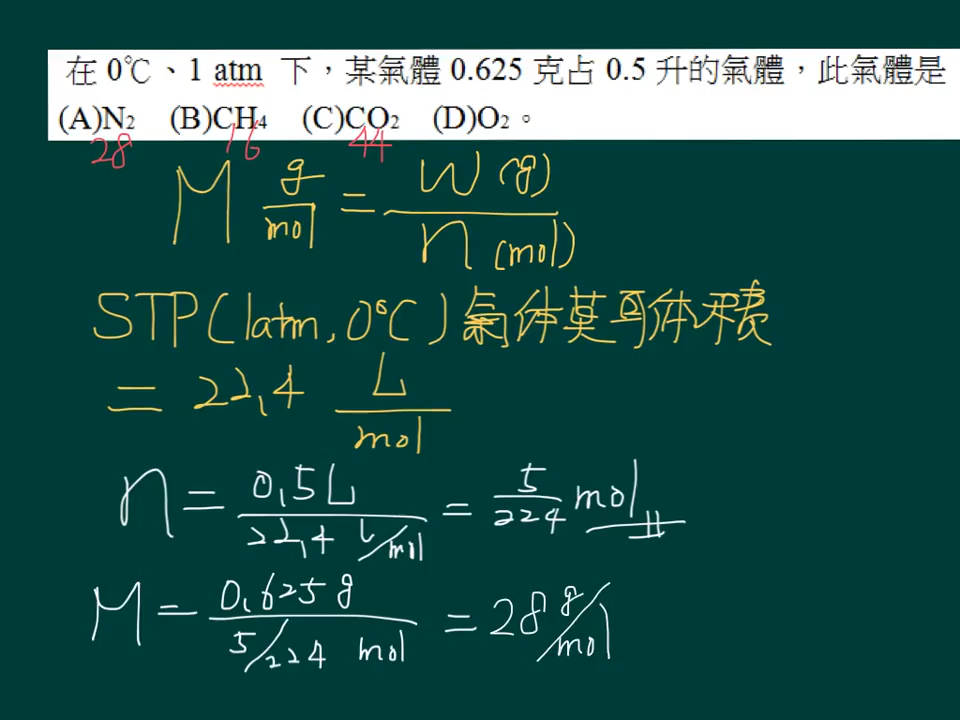 在 0℃、1 atm 下，某氣體 0.625 克占 0.5 升的氣體，此氣體是
(A)N2 (B)CH4 (C)CO2 (D)O2。
28 16 44
M g/mol = W(g)/n(mol)
STP(1atm, 0°C)氣体莫耳体積
= 22.4 L/mol
n = 0.5L/22.4 L/mol = 5/224 mol
M = 0.625g/5/224 mol = 28 g/mol